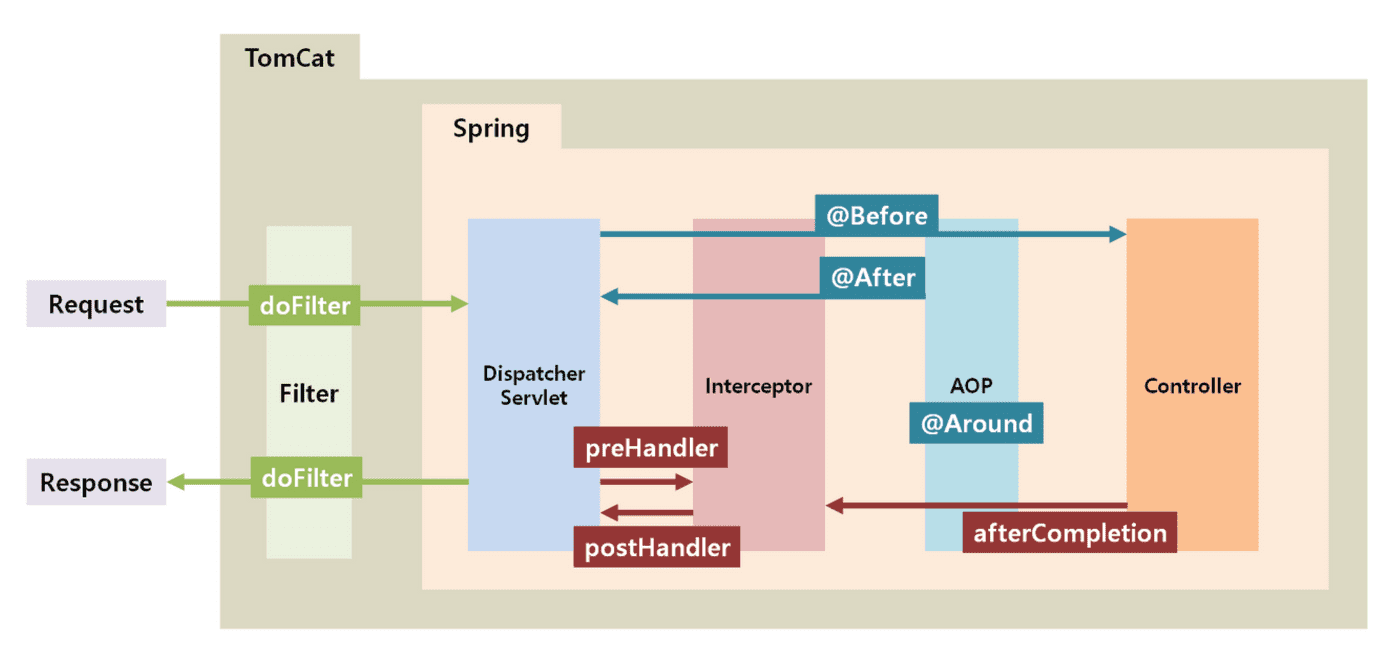 TomCat
Spring
@Before
@After
Request
doFilter
Dispatcher
Servlet
Interceptor
AOP
Controller
Filter
@Around
preHandler
Response
doFilter
postHandler
afterCompletion